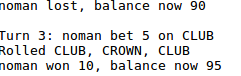 noman lost, balance now 90
Turn 3: noman bet 5 on CLUB
Rolled CLUB, CROWN, CLUB
noman won 10, balance now 95